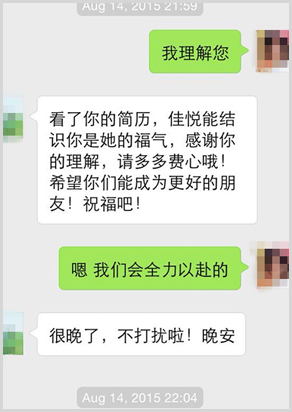 Aug 14, 2015 21:59
我理解您
看了你的简历，佳悦能结
识你是她的福气，感谢你
的理解，请多多费心哦！
希望你们能成为更好的朋
友！祝福吧！
嗯 我们会全力以赴的
很晚了，不打扰啦！晚安
Aug 14, 2015 22:04